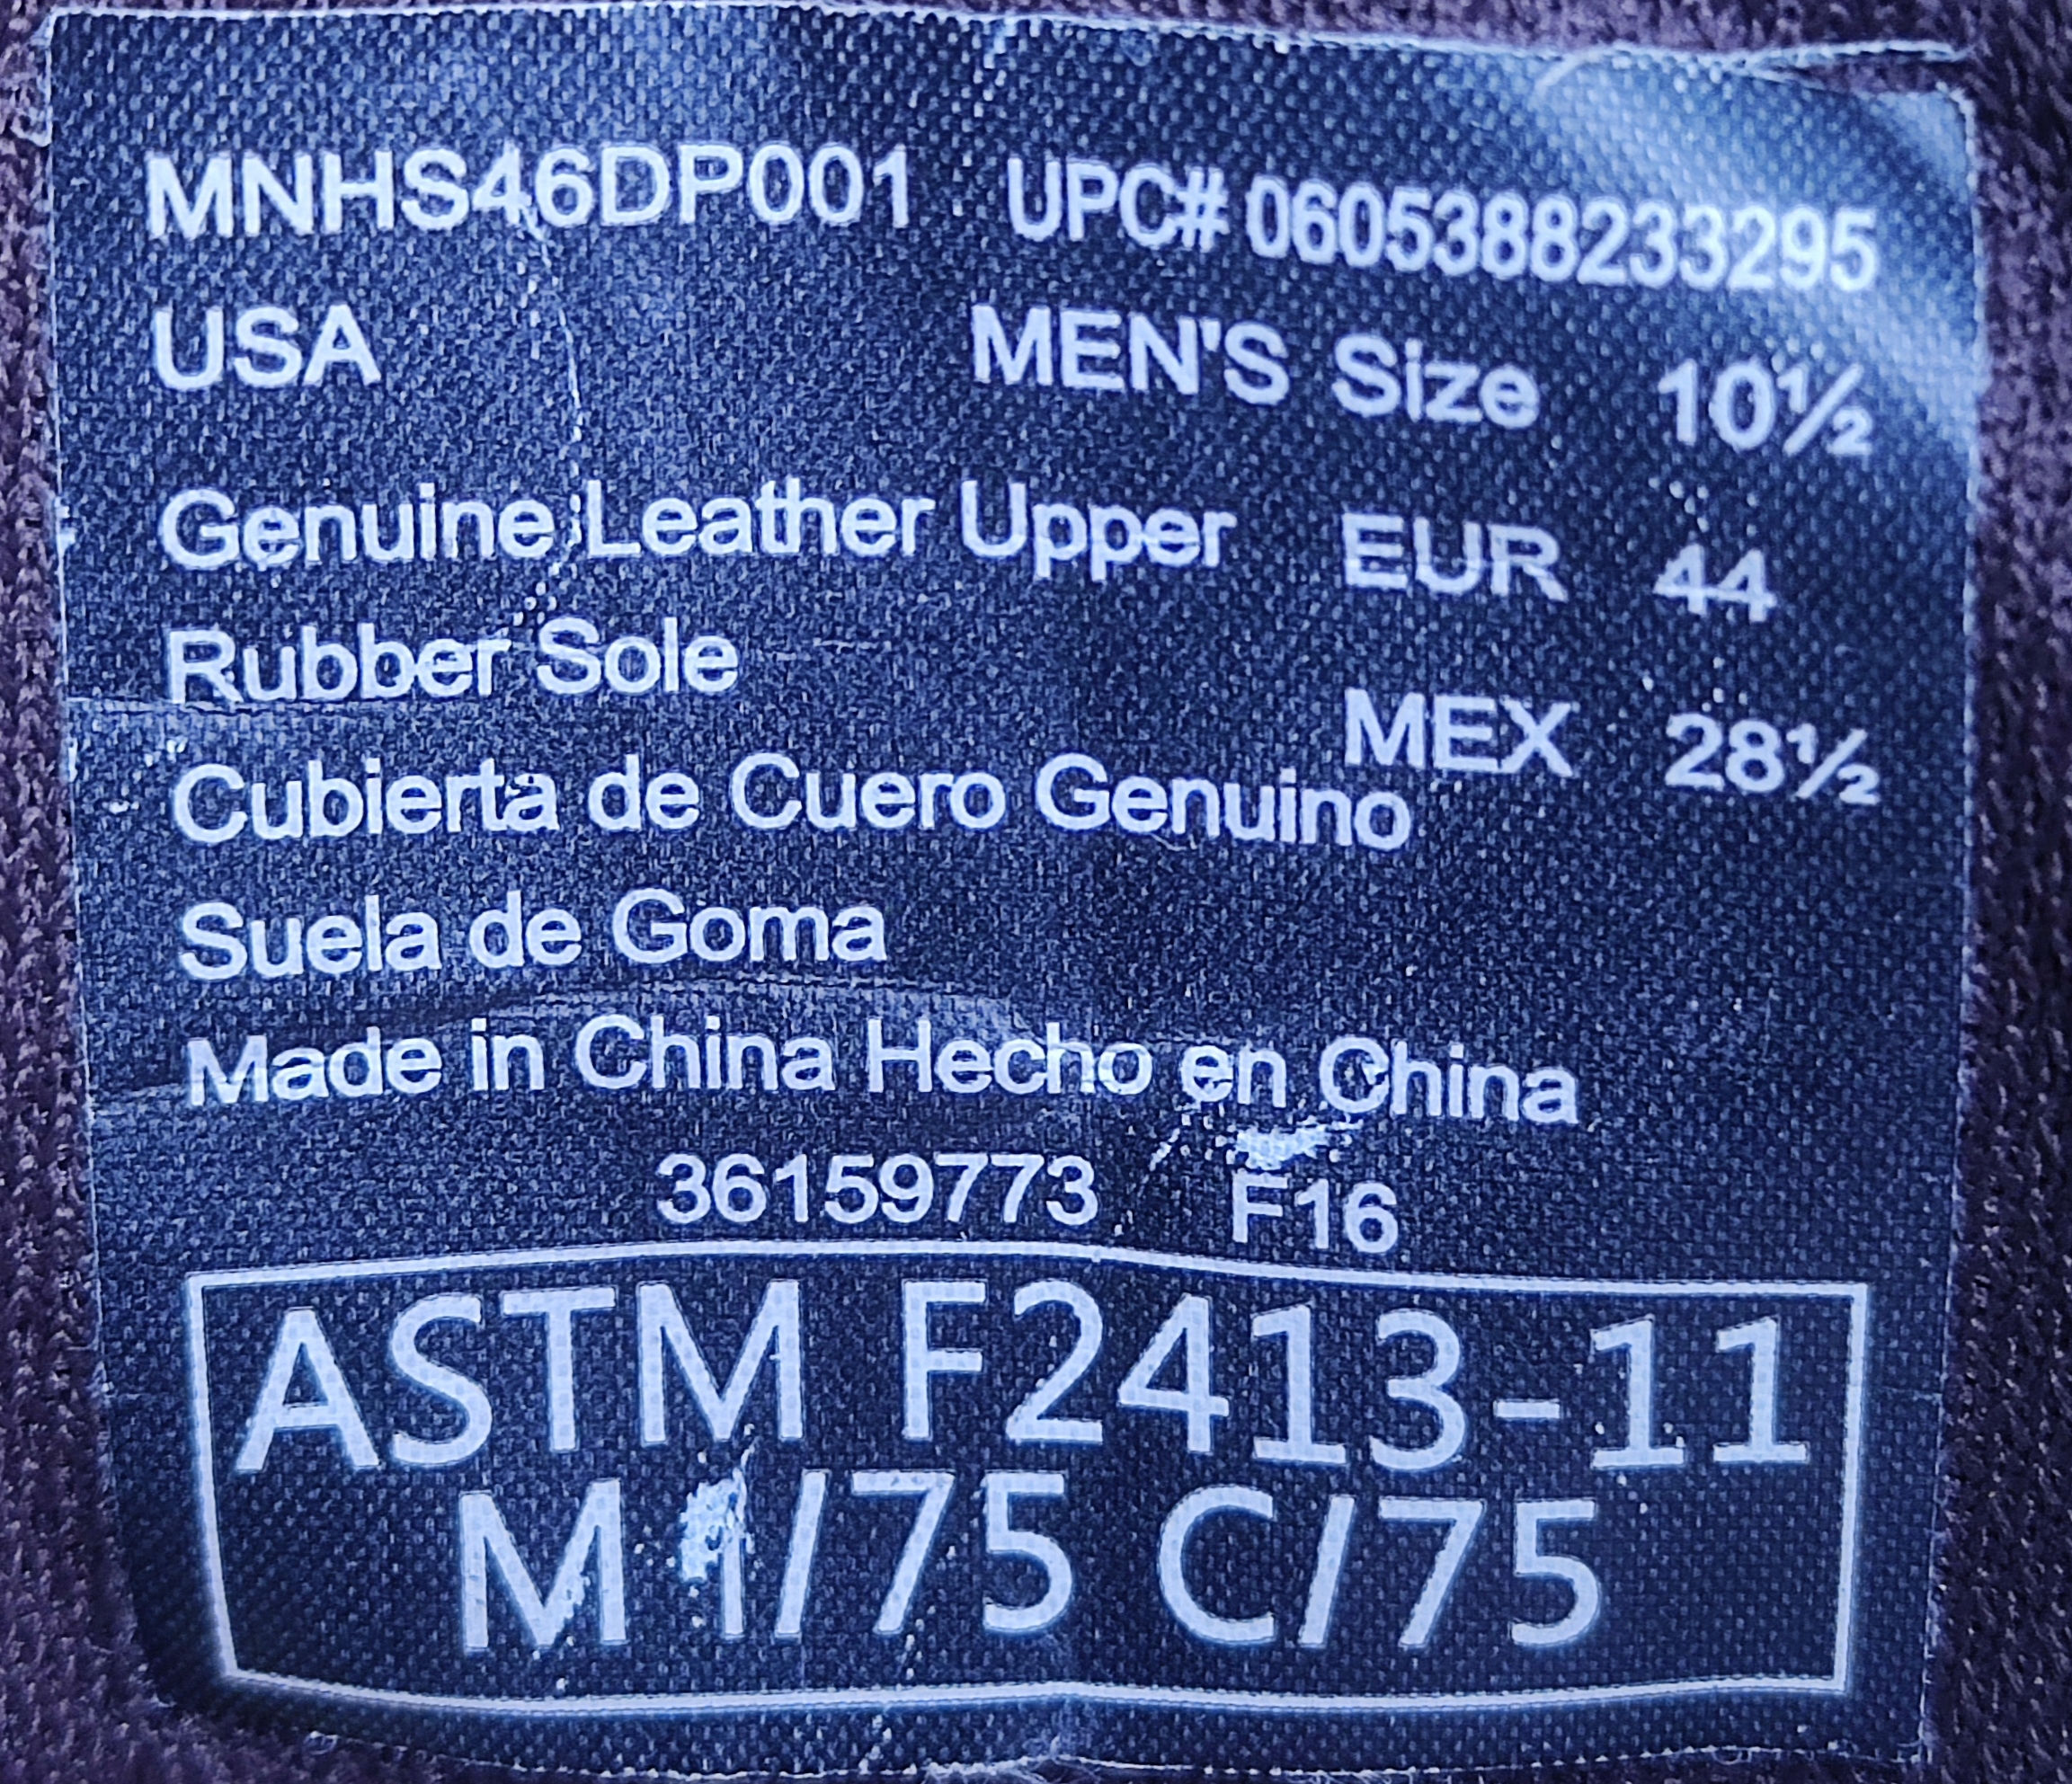 MNHS46DP001 UPC# 0605388233295
USA MEN'S Size 10½
Genuine Leather Upper EUR 44
Rubber Sole
MEX 28½
Cubierta de Cuero Genuino
Suela de Goma
Made in China Hecho en China
36159773 F16
ASTM F2413-11
M I/75 C/75